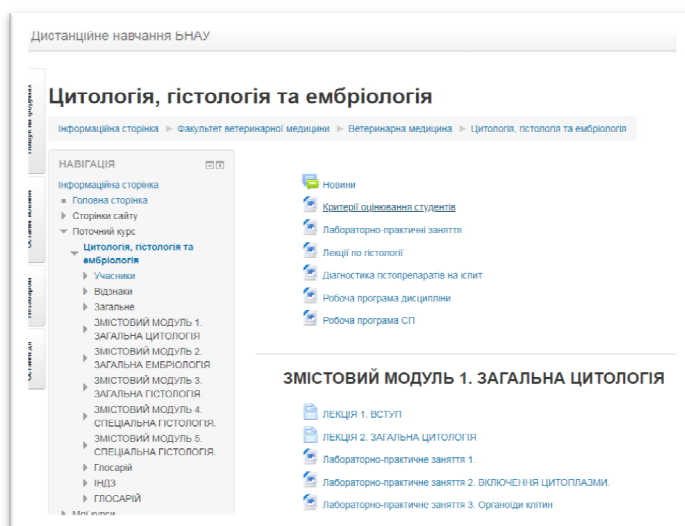 Дистанційне навчання БНАУ
Цитологія, гістологія та ембріологія
Інформаційна сторінка ► Факультет ветеринарної медицини ► Ветеринарна медицина ► Цитологія, гістологія та ембріологія
НАВІГАЦІЯ
Інформаційна сторінка
Головна сторінка
Сторінки сайту
Поточний курс
Цитологія, гістологія та
ембріологія
Учасники
Відзнаки
Загальне
ЗМІСТОВИЙ МОДУЛЬ 1.
ЗАГАЛЬНА ЦИТОЛОГІЯ
ЗМІСТОВИЙ МОДУЛЬ 2.
ЗАГАЛЬНА ЕМБРІОЛОГІЯ
ЗМІСТОВИЙ МОДУЛЬ 3.
ЗАГАЛЬНА ГІСТОЛОГІЯ.
ЗМІСТОВИЙ МОДУЛЬ 4.
СПЕЦІАЛЬНА ГІСТОЛОГІЯ.
ЗМІСТОВИЙ МОДУЛЬ 5.
СПЕЦІАЛЬНА ГІСТОЛОГІЯ.
Глосарій
ІНДЗ
ГЛОСАРІЙ
Мої курси
Новини
Критерії оцінювання студентів
Лабораторно-практичні заняття
Лекції по гістології
Діагностика гістопрепаратів на іспит
Робоча програма дисципліни
Робоча програма СП
ЗМІСТОВИЙ МОДУЛЬ 1. ЗАГАЛЬНА ЦИТОЛОГІЯ
ЛЕКЦІЯ 1. ВСТУП
ЛЕКЦІЯ 2. ЗАГАЛЬНА ЦИТОЛОГІЯ
Лабораторно-практичне заняття 1.
Лабораторно-практичне заняття 2. ВКЛЮЧЕННЯ ЦИТОПЛАЗМИ.
Лабораторно-практичне заняття 3. Органоїди клітин